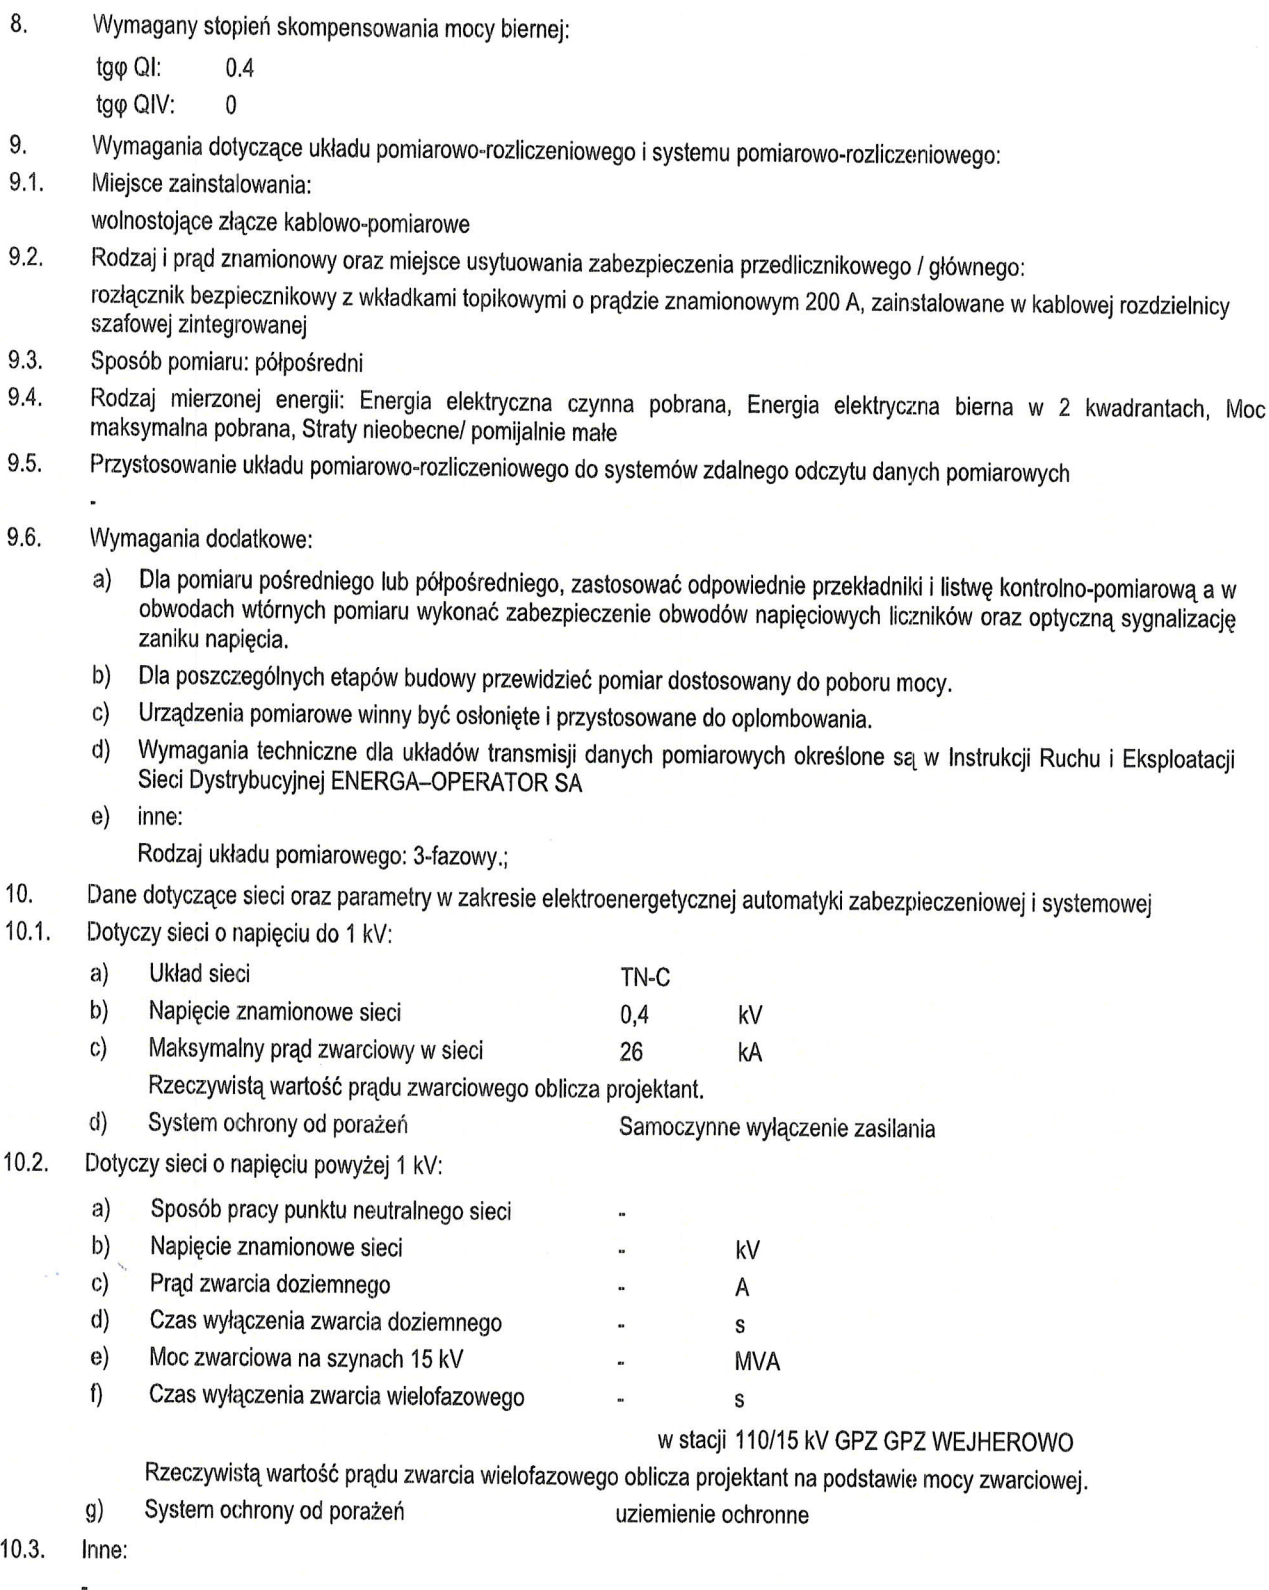 8. Wymagany stopień skompensowania mocy biernej:
tgφ QI: 0.4
tgφ QIV: 0
9. Wymagania dotyczące układu pomiarowo-rozliczeniowego i systemu pomiarowo-rozliczeniowego:
9.1. Miejsce zainstalowania:
wolnostojące złącze kablowo-pomiarowe
9.2. Rodzaj i prąd znamionowy oraz miejsce usytuowania zabezpieczenia przedlicznikowego / głównego:
rozłącznik bezpiecznikowy z wkładkami topikowymi o prądzie znamionowym 200 A, zainstalowane w kablowej rozdzielnicy
szafowej zintegrowanej
9.3. Sposób pomiaru: półpośredni
9.4. Rodzaj mierzonej energii: Energia elektryczna czynna pobrana, Energia elektryczna bierna w 2 kwadrantach, Moc
maksymalna pobrana, Straty nieobecne/ pomijalnie małe
9.5. Przystosowanie układu pomiarowo-rozliczeniowego do systemów zdalnego odczytu danych pomiarowych
-
9.6. Wymagania dodatkowe:
a) Dla pomiaru pośredniego lub półpośredniego, zastosować odpowiednie przekładniki i listwę kontrolno-pomiarową a w
obwodach wtórnych pomiaru wykonać zabezpieczenie obwodów napięciowych liczników oraz optyczną sygnalizację
zaniku napięcia.
b) Dla poszczególnych etapów budowy przewidzieć pomiar dostosowany do poboru mocy.
c) Urządzenia pomiarowe winny być osłonięte i przystosowane do oplombowania.
d) Wymagania techniczne dla układów transmisji danych pomiarowych określone są w Instrukcji Ruchu i Eksploatacji
Sieci Dystrybucyjnej ENERGA–OPERATOR SA
e) inne:
Rodzaj układu pomiarowego: 3-fazowy.;
10. Dane dotyczące sieci oraz parametry w zakresie elektroenergetycznej automatyki zabezpieczeniowej i systemowej
10.1. Dotyczy sieci o napięciu do 1 kV:
a) Układ sieci TN-C
b) Napięcie znamionowe sieci 0,4 kV
c) Maksymalny prąd zwarciowy w sieci 26 kA
Rzeczywistą wartość prądu zwarciowego oblicza projektant.
d) System ochrony od porażeń Samoczynne wyłączenie zasilania
10.2. Dotyczy sieci o napięciu powyżej 1 kV:
a) Sposób pracy punktu neutralnego sieci -
b) Napięcie znamionowe sieci - kV
c) Prąd zwarcia doziemnego - A
d) Czas wyłączenia zwarcia doziemnego - s
e) Moc zwarciowa na szynach 15 kV - MVA
f) Czas wyłączenia zwarcia wielofazowego - s
w stacji 110/15 kV GPZ GPZ WEJHEROWO
Rzeczywistą wartość prądu zwarcia wielofazowego oblicza projektant na podstawie mocy zwarciowej.
g) System ochrony od porażeń uziemienie ochronne
10.3. Inne:
-